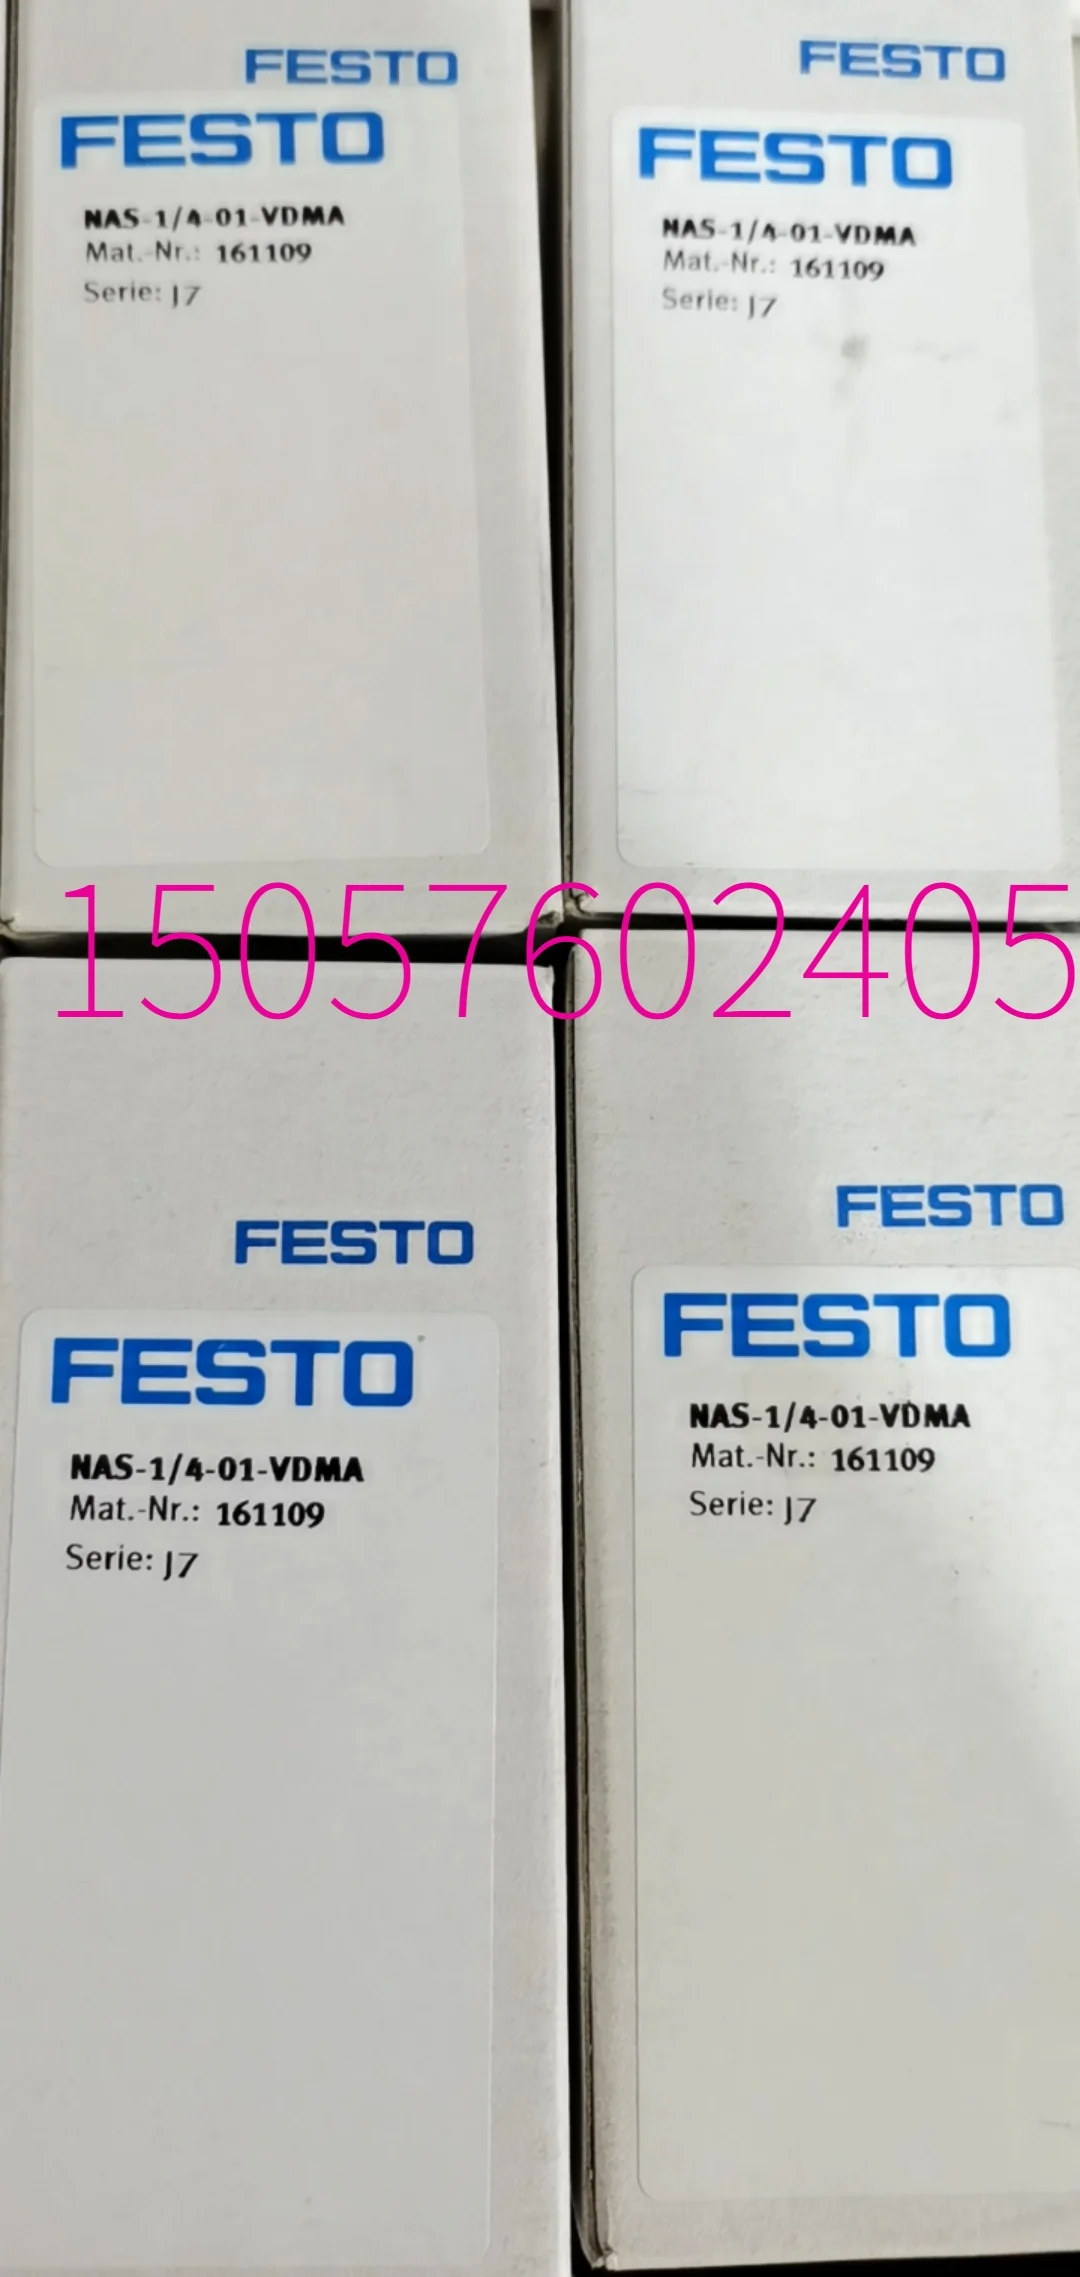 FESTO
FESTO
NAS-1/4-01-VDMA
Mat.-Nr.: 161109
Serie: J7
FESTO
FESTO
NAS-1/4-01-VDMA
Mat.-Nr.: 161109
Serie: J7
15057602405
FESTO
FESTO
NAS-1/4-01-VDMA
Mat.-Nr.: 161109
Serie: J7
FESTO
FESTO
NAS-1/4-01-VDMA
Mat.-Nr.: 161109
Serie: J7